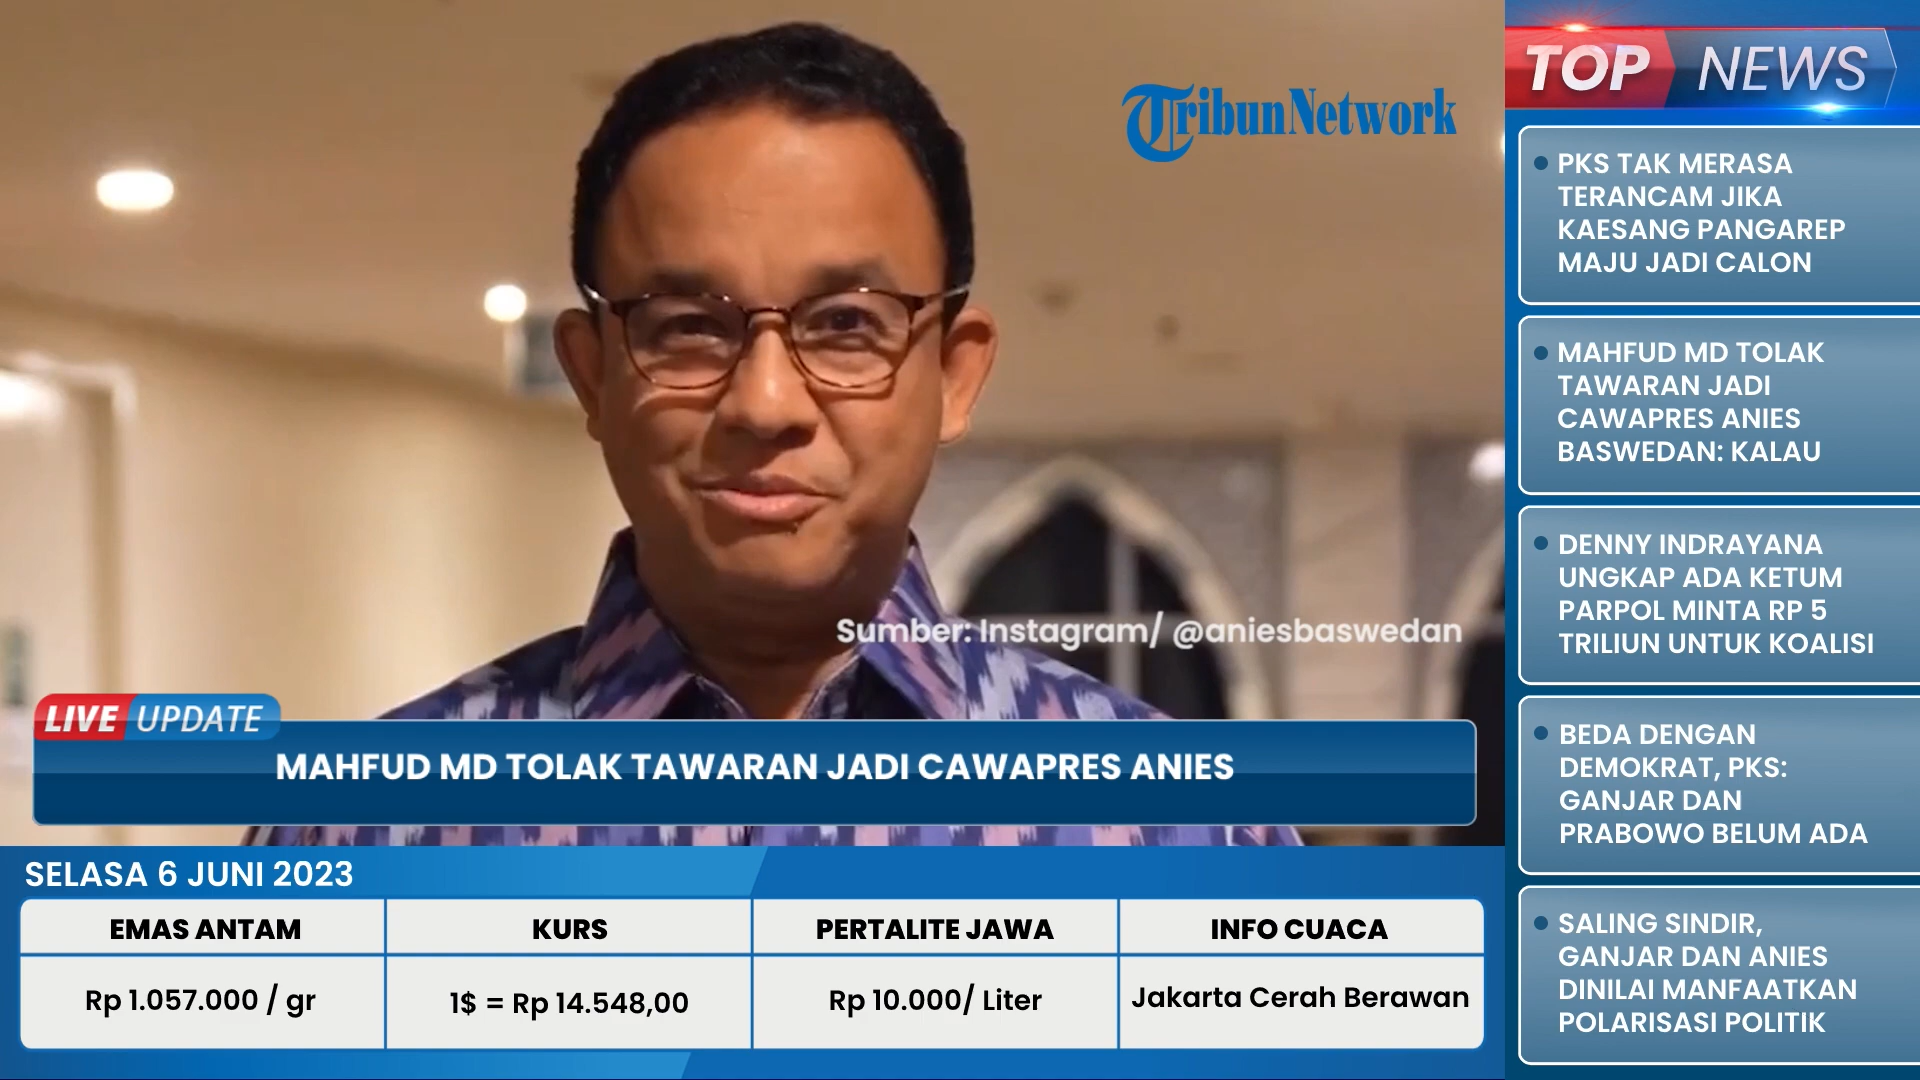 TribunNetwork
Sumber: Instagram/ @aniesbaswedan
LIVE UPDATE
MAHFUD MD TOLAK TAWARAN JADI CAWAPRES ANIES
SELASA 6 JUNI 2023
EMAS ANTAM
KURS
PERTALITE JAWA
INFO CUACA
Rp 1.057.000 / gr
1$ = Rp 14.548,00
Rp 10.000/ Liter
Jakarta Cerah Berawan
TOP NEWS
PKS TAK MERASA
TERANCAM JIKA
KAESANG PANGAREP
MAJU JADI CALON
MAHFUD MD TOLAK
TAWARAN JADI
CAWAPRES ANIES
BASWEDAN: KALAU
DENNY INDRAYANA
UNGKAP ADA KETUM
PARPOL MINTA RP 5
TRILIUN UNTUK KOALISI
BEDA DENGAN
DEMOKRAT, PKS:
GANJAR DAN
PRABOWO BELUM ADA
SALING SINDIR,
GANJAR DAN ANIES
DINILAI MANFAATKAN
POLARISASI POLITIK